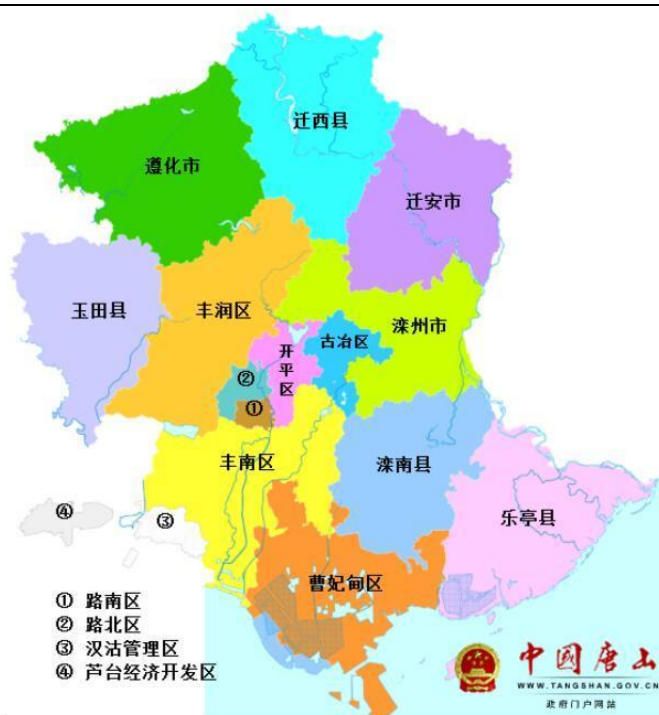 迁西县
遵化市
迁安市
玉田县
丰润区
滦州市
古冶区
开平区
②
①
丰南区
滦南县
④
③
乐亭县
曹妃甸区
① 路南区
② 路北区
③ 汉沽管理区
④ 芦台经济开发区
中國唐山
WWW.TANGSHAN.GOV.CN
政府门户网站